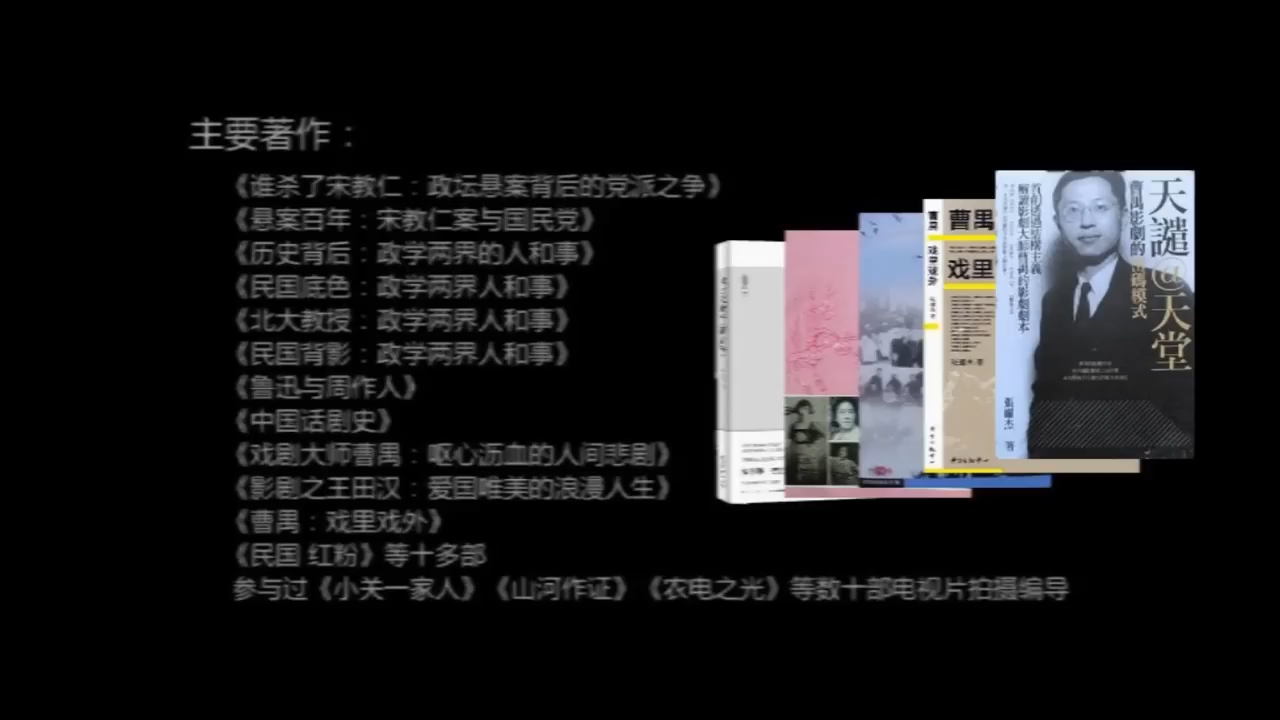 主要著作：
《谁杀了宋教仁：政坛悬案背后的党派之争》
《悬案百年：宋教仁案与国民党》
《历史背后：政学两界的人和事》
《民国底色：政学两界人和事》
《北大教授：政学两界人和事》
《民国背影：政学两界人和事》
《鲁迅与周作人》
《中国话剧史》
《戏剧大师曹禺：呕心沥血的人间悲剧》
《影剧之王田汉：爱国唯美的浪漫人生》
《曹禺：戏里戏外》
《民国 红粉》等十多部
参与过《小关一家人》《山河作证》《农电之光》等数十部电视片拍摄编导
曹禺
戏里
天譴@天堂
曹禺影劇的密碼模式
張耀杰 著